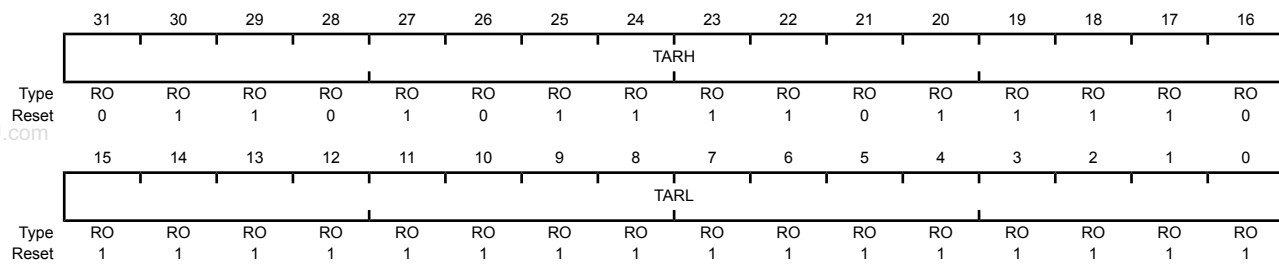 31 30 29 28 27 26 25 24 23 22 21 20 19 18 17 16
TARH
Type RO RO RO RO RO RO RO RO RO RO RO RO RO RO RO RO
Reset 0 1 1 0 1 0 1 1 1 1 0 1 1 1 1 0
.com
15 14 13 12 11 10 9 8 7 6 5 4 3 2 1 0
TARL
Type RO RO RO RO RO RO RO RO RO RO RO RO RO RO RO RO
Reset 1 1 1 1 1 1 1 1 1 1 1 1 1 1 1 1